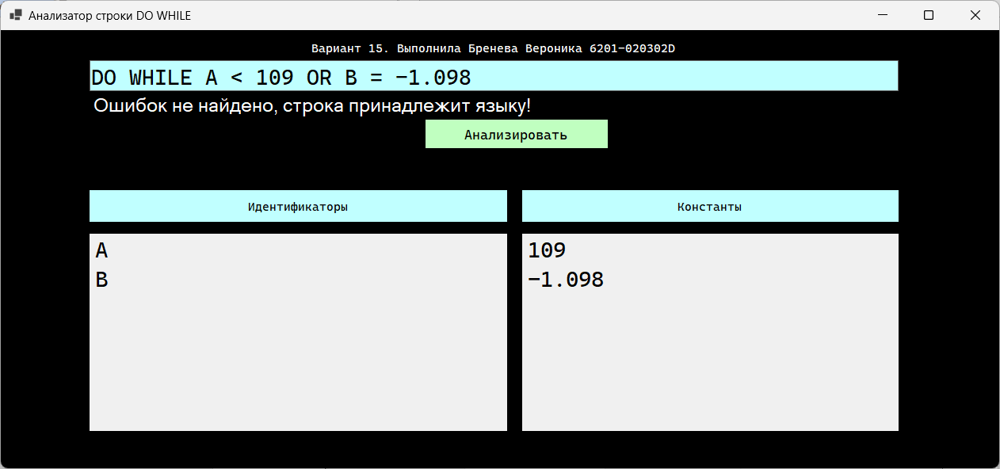 Анализатор строки DO WHILE
Вариант 15. Выполнила Бренева Вероника 6201-020302D
DO WHILE A < 109 OR B = -1.098
Ошибок не найдено, строка принадлежит языку!
Анализировать
Идентификаторы
Константы
A
B
109
-1.098